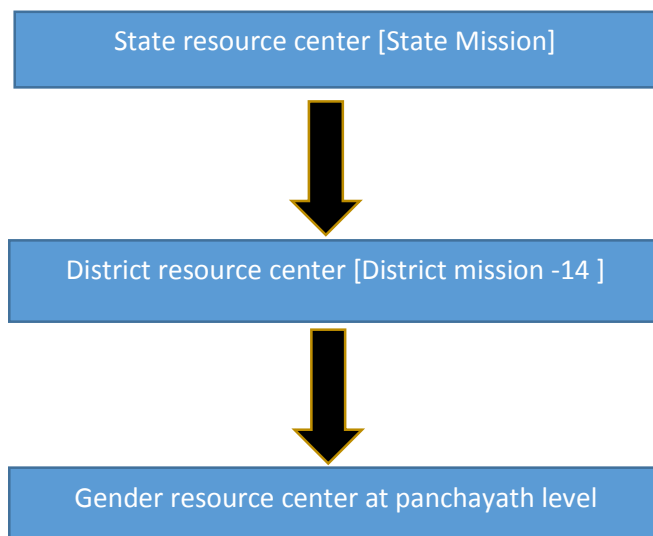 State resource center [State Mission]
District resource center [District mission -14 ]
Gender resource center at panchayath level